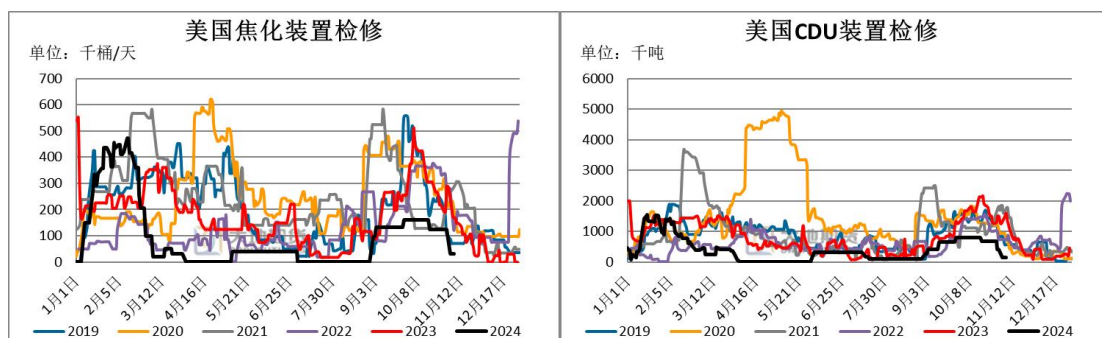 美国焦化装置检修
单位：千桶/天
700
600
500
400
300
200
100
0
1月1日
2月5日
3月12日
4月16日
5月21日
6月25日
7月30日
9月3日
10月8日
11月12日
12月17日
2019
2020
2021
2022
2023
2024
美国CDU装置检修
单位：千吨
6000
5000
4000
3000
2000
1000
0
1月1日
2月5日
3月12日
4月16日
5月21日
6月25日
7月30日
9月3日
10月8日
11月12日
12月17日
2019
2020
2021
2022
2023
2024